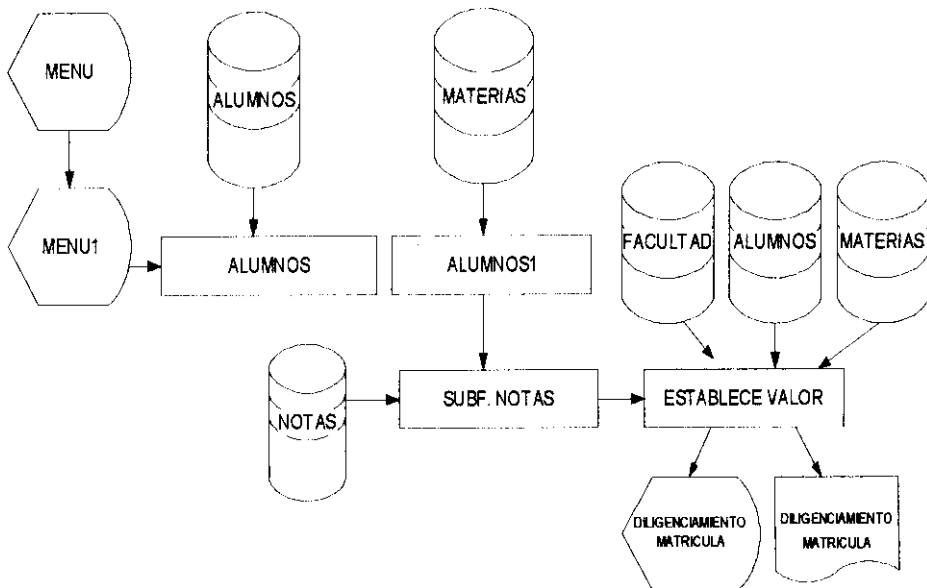 MENU
ALUMNOS
MATERIAS
MENU1
ALUMNOS
ALUMNOS1
FACULTAD
ALUMNOS
MATERIAS
NOTAS
SUBF. NOTAS
ESTABLECE VALOR
DILIGENCIAMIENTO
MATRICULA
DILIGENCIAMIENTO
MATRICULA